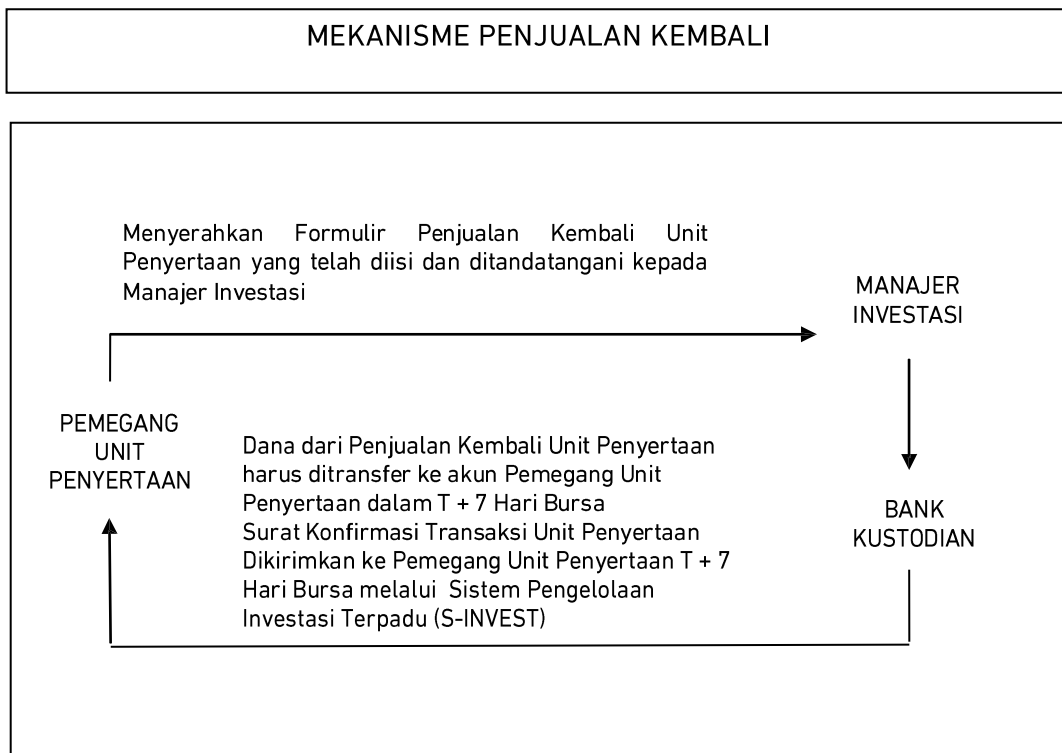 MEKANISME PENJUALAN KEMBALI
Menyerahkan Formulir Penjualan Kembali Unit
Penyertaan yang telah diisi dan ditandatangani kepada
Manajer Investasi
MANAJER
INVESTASI
PEMEGANG
UNIT
PENYERTAAN
Dana dari Penjualan Kembali Unit Penyertaan
harus ditransfer ke akun Pemegang Unit
Penyertaan dalam T + 7 Hari Bursa
Surat Konfirmasi Transaksi Unit Penyertaan
Dikirimkan ke Pemegang Unit Penyertaan T + 7
Hari Bursa melalui Sistem Pengelolaan
Investasi Terpadu (S-INVEST)
BANK
KUSTODIAN